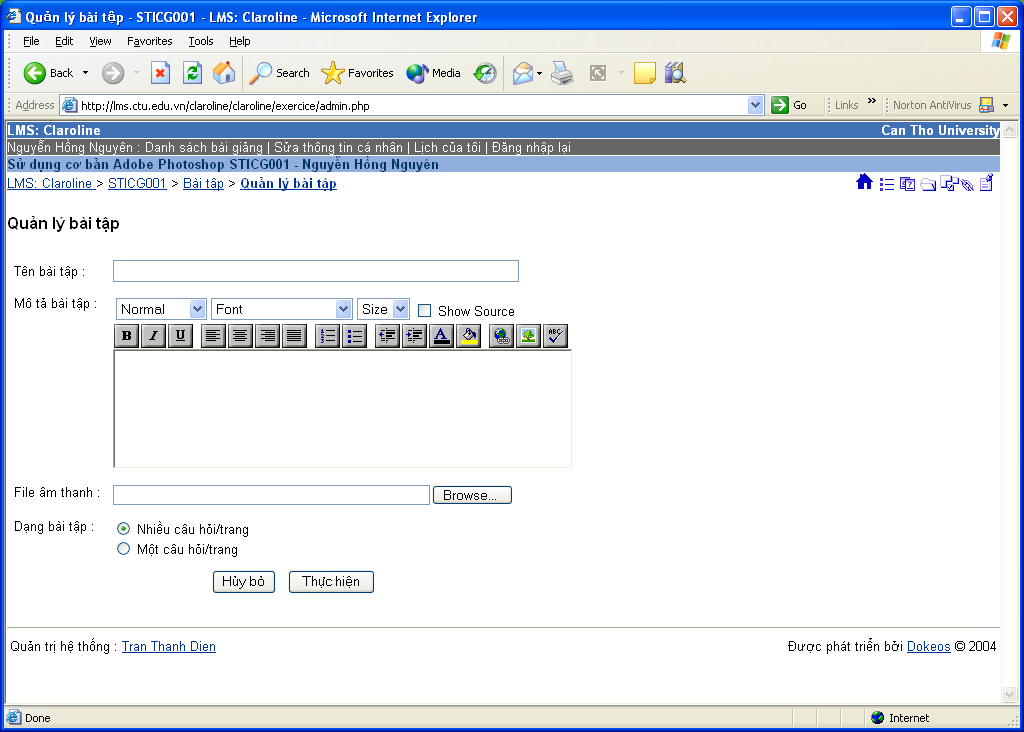 Quản lý bài tập - STICG001 - LMS: Claroline - Microsoft Internet Explorer
File Edit View Favorites Tools Help
Back Search Favorites Media
Address http://lms.ctu.edu.vn/claroline/claroline/exercice/admin.php Go Links » Norton AntiVirus
LMS: Claroline Can Tho University
Nguyễn Hồng Nguyên : Danh sách bài giảng | Sửa thông tin cá nhân | Lịch của tôi | Đăng nhập lại
Sử dụng cơ bản Adobe Photoshop STICG001 - Nguyễn Hồng Nguyên
LMS: Claroline > STICG001 > Bài tập > Quản lý bài tập
Quản lý bài tập
Tên bài tập :
Mô tả bài tập : Normal Font Size Show Source
B I U A ABC
File âm thanh : Browse...
Dạng bài tập : Nhiều câu hỏi/trang
Một câu hỏi/trang
Hủy bỏ Thực hiện
Quản trị hệ thống : Tran Thanh Dien Được phát triển bởi Dokeos © 2004
Done Internet